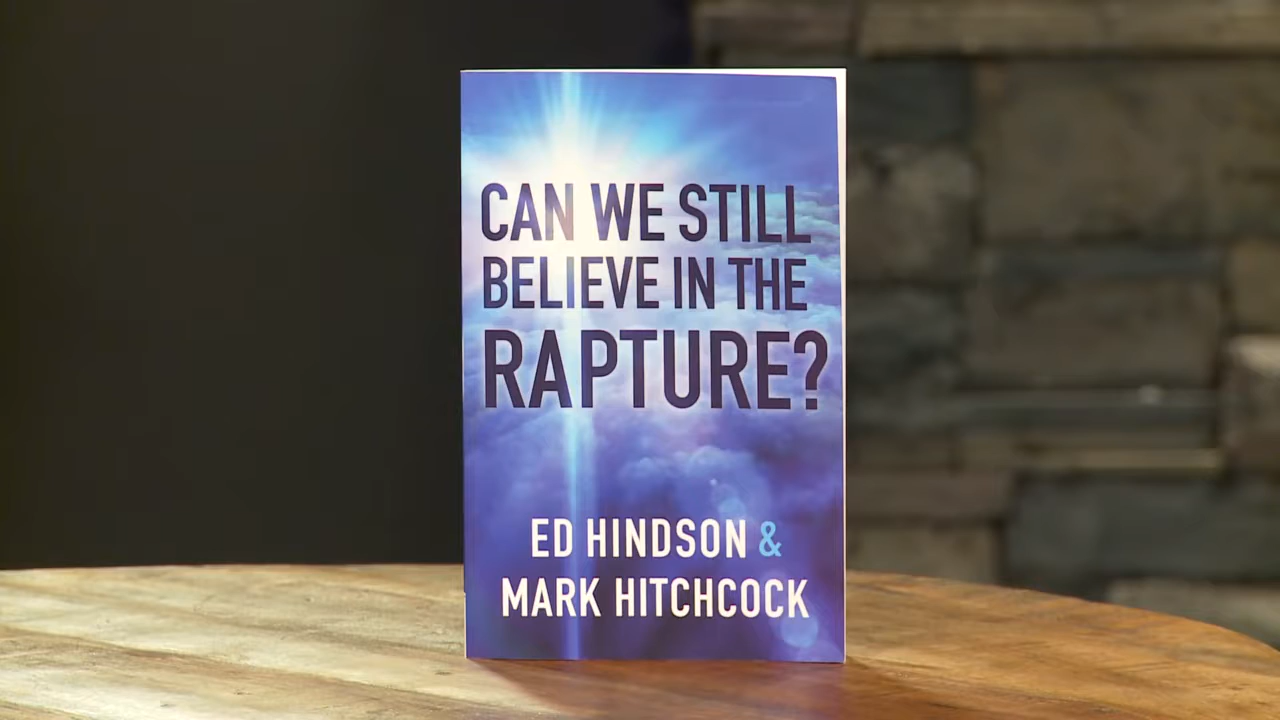 CAN WE STILL
BELIEVE IN THE
RAPTURE?
ED HINDSON &
MARK HITCHCOCK